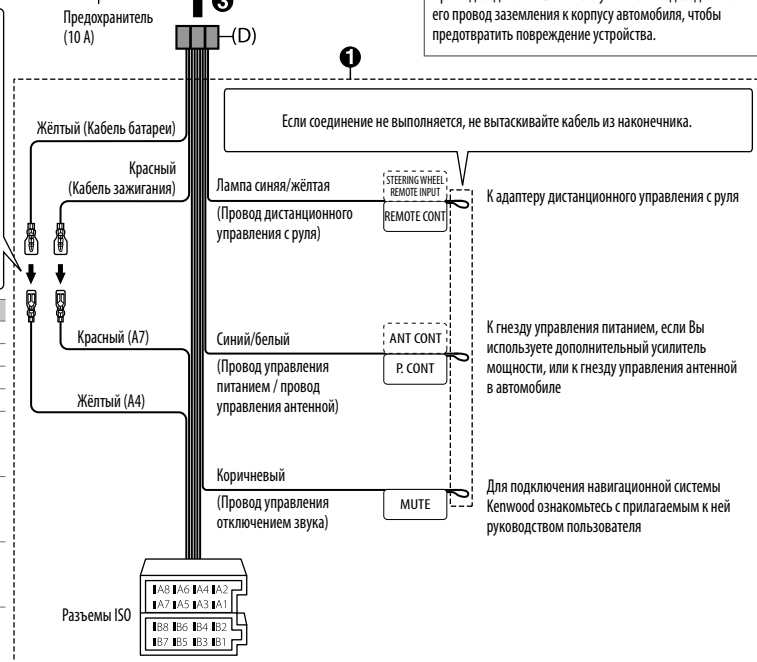 Предохранитель
(10 A)
❸
(D)
его провод заземления к корпусу автомобиля, чтобы
предотвратить повреждение устройства.
❶
Если соединение не выполняется, не вытаскивайте кабель из наконечника.
Жёлтый (Кабель батареи)
Красный
(Кабель зажигания)
Лампа синяя/жёлтая
(Провод дистанционного
управления с руля)
STEERING WHEEL
REMOTE INPUT
REMOTE CONT
К адаптеру дистанционного управления с руля
Красный (A7)
Жёлтый (A4)
Синий/белый
(Провод управления
питанием / провод
управления антенной)
ANT CONT
P. CONT
К гнезду управления питанием, если Вы
используете дополнительный усилитель
мощности, или к гнезду управления антенной
в автомобиле
Коричневый
(Провод управления
отключением звука)
MUTE
Для подключения навигационной системы
Kenwood ознакомьтесь с прилагаемым к ней
руководством пользователя
Разъемы ISO
A8 A6 A4 A2
A7 A5 A3 A1
B8 B6 B4 B2
B7 B5 B3 B1